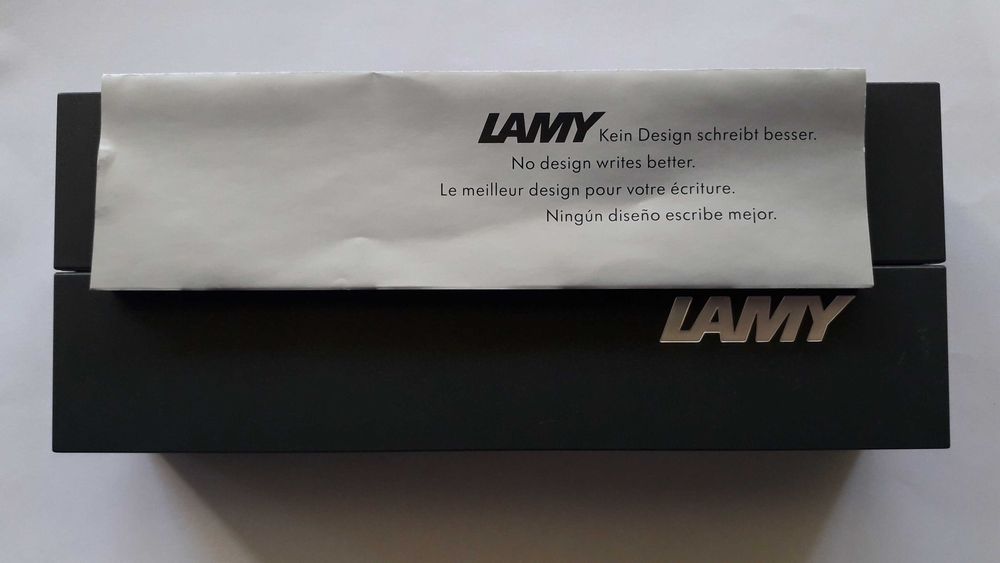 LAMY Kein Design schreibt besser.
No design writes better.
Le meilleur design pour votre écriture.
Ningún diseño escribe mejor.
LAMY